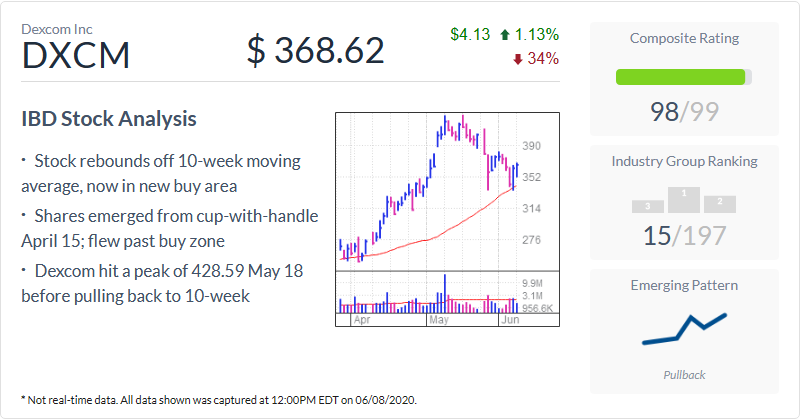 Dexcom Inc
DXCM
$ 368.62
$4.13 1.13%
34%
IBD Stock Analysis
· Stock rebounds off 10-week moving
average, now in new buy area
· Shares emerged from cup-with-handle
April 15; flew past buy zone
· Dexcom hit a peak of 428.59 May 18
before pulling back to 10-week
390
352
314
276
9.9M
3.1M
956.6K
Apr May Jun
Composite Rating
98/99
Industry Group Ranking
3 1 2
15/197
Emerging Pattern
Pullback
* Not real-time data. All data shown was captured at 12:00PM EDT on 06/08/2020.